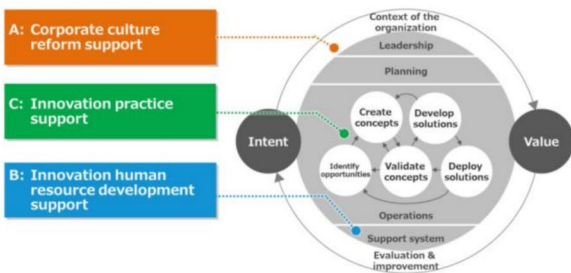 A: Corporate culture
reform support
C: Innovation practice
support
B: Innovation human
resource development
support
Context of the
organization
Leadership
Planning
Create
concepts
Develop
solutions
Intent
Value
Identify
opportunities
Validate
concepts
Deploy
solutions
Operations
Support system
Evaluation &
improvement